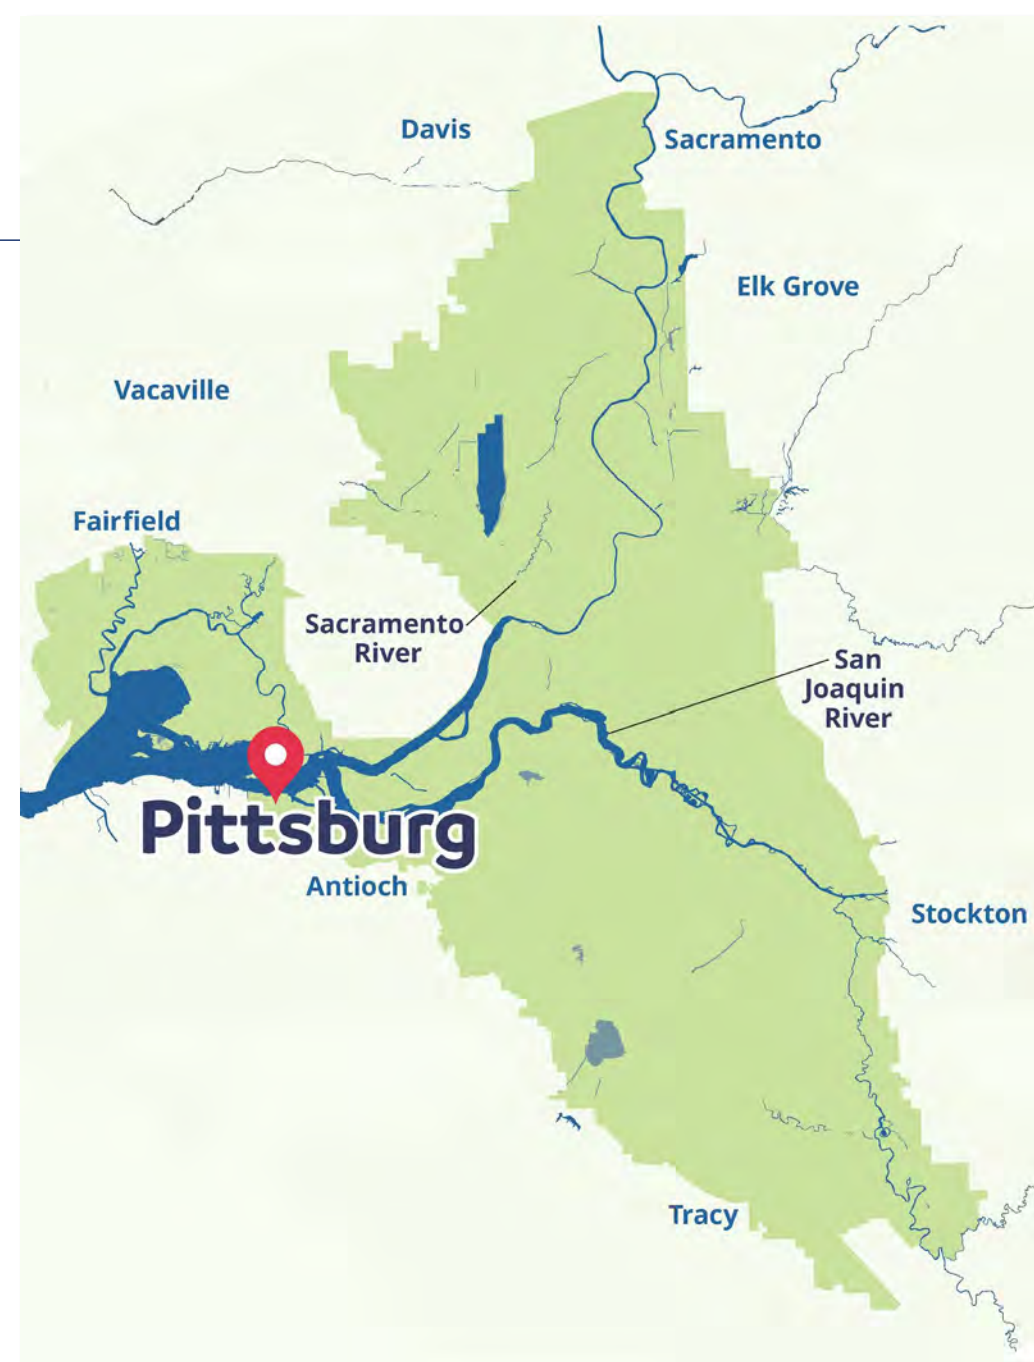 Davis
Sacramento
Elk Grove
Vacaville
Fairfield
Sacramento
River
San
Joaquin
River
Pittsburg
Antioch
Stockton
Tracy